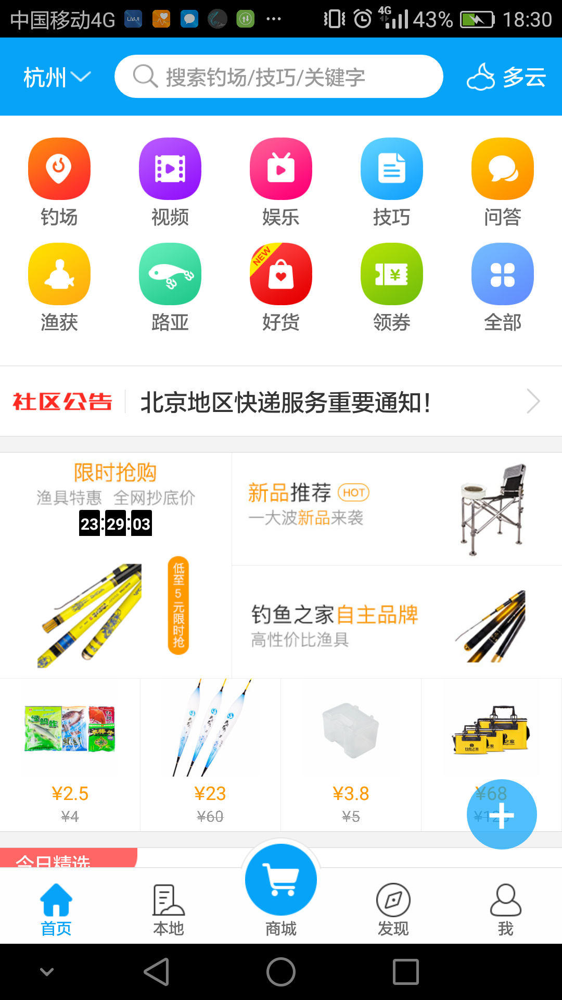 中国移动4G 4G 43% 18:30
杭州 搜索钓场/技巧/关键字 多云
钓场 视频 娱乐 技巧 问答
NEW
渔获 路亚 好货 领券 全部
社区公告 北京地区快递服务重要通知!
限时抢购
渔具特惠 全网抄底价
23:29:03
低至5元限时抢
新品推荐 HOT
一大波新品来袭
钓鱼之家自主品牌
高性价比渔具
钓鱼之家
¥2.5 ¥23 ¥3.8 ¥68
¥4 ¥60 ¥5 ¥125
今日精选
首页 本地 商城 发现 我